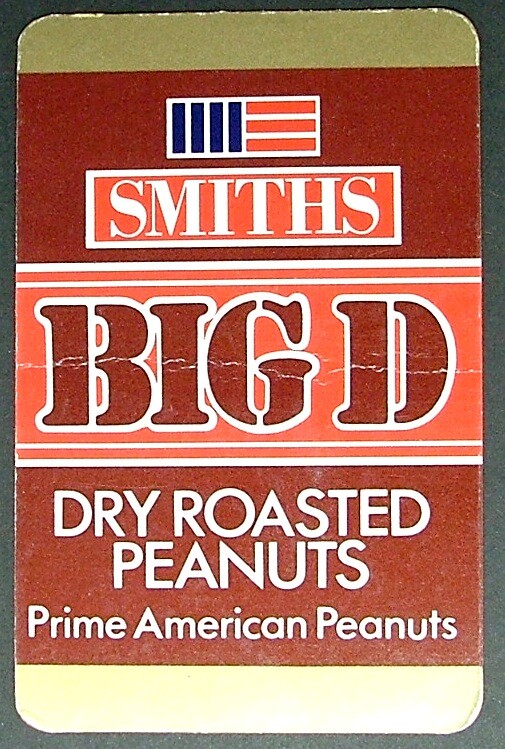 SMITHS
BIG D
DRY ROASTED
PEANUTS
Prime American Peanuts